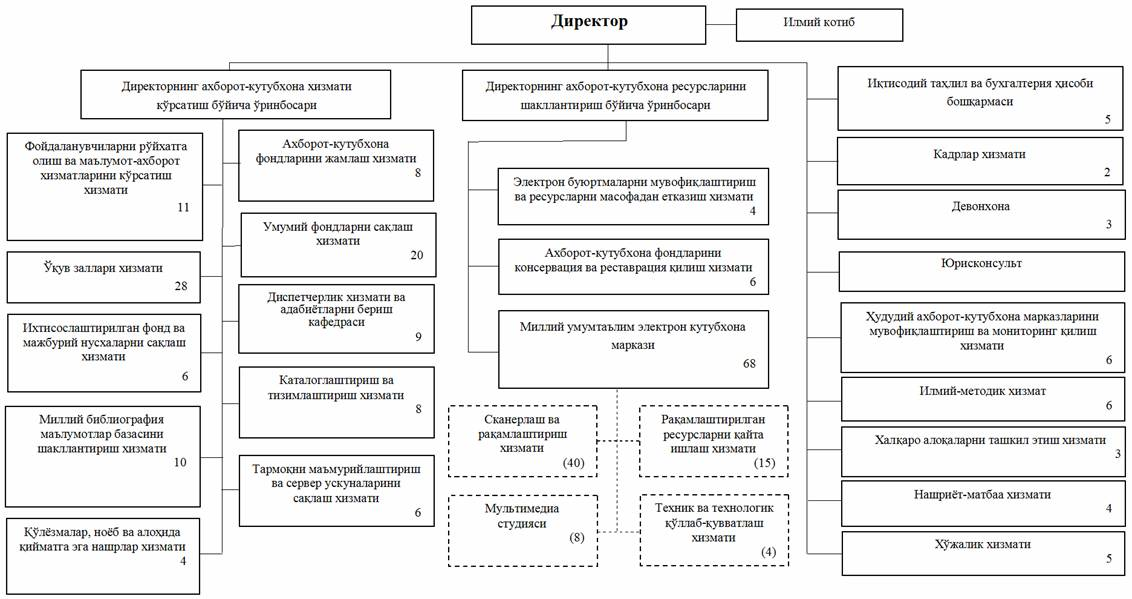 Директор
Илмий котиб
Директорнинг ахборот-кутубхона хизмати
кўрсатиш бўйича ўринбосари
Фойдаланувчиларни рўйхатга
олиш ва маълумот-ахборот
хизматларини кўрсатиш
хизмати
11
Ўқув заллари хизмати
28
Ихтисослаштирилган фонд ва
мажбурий нусхаларни сақлаш
хизмати
6
Миллий библиография
маълумотлар базасини
шакллантириш хизмати
10
Қўлёзмалар, ноёб ва алоҳида
қийматга эга нашрлар хизмати
4
Ахборот-кутубхона
фондларини жамлаш хизмати
8
Умумий фондларни сақлаш
хизмати
20
Диспетчерлик хизмати ва
адабиётларни бериш
кафедраси
9
Каталоглаштириш ва
тизимлаштириш хизмати
8
Тармоқни маъмурийлаштириш
ва сервер ускуналарини
сақлаш хизмати
6
Директорнинг ахборот-кутубхона ресурсларини
шакллантириш бўйича ўринбосари
Электрон буюртмаларни мувофиқлаштириш
ва ресурсларни масофадан етказиш хизмати
4
Ахборот-кутубхона фондларини
консервация ва реставрация қилиш хизмати
6
Миллий умумтаълим электрон кутубхона
маркази
68
Сканерлаш ва
рақамлаштириш
хизмати
(40)
Рақамлаштирилган
ресурсларни қайта
ишлаш хизмати
(15)
Мультимедиа
студияси
(8)
Техник ва технологик
қўллаб-қувватлаш
хизмати
(4)
Иқтисодий таҳлил ва бухгалтерия ҳисоби
бошқармаси
5
Кадрлар хизмати
2
Девонхона
3
Юрисконсульт
Ҳудудий ахборот-кутубхона марказларини
мувофиқлаштириш ва мониторинг қилиш
хизмати
6
Илмий-методик хизмат
6
Халқаро алоқаларни ташкил этиш хизмати
3
Нашриёт-матбаа хизмати
4
Хўжалик хизмати
5